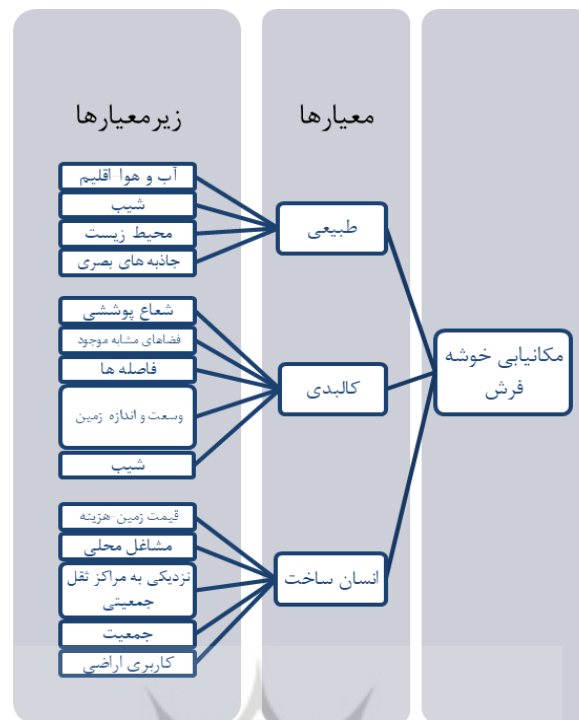 معیارها
زیرمعیارها
مکانیابی خوشه
فرش
طبیعی
آب و هوا-اقلیم
شیب
محیط زیست
جاذبه های بصری
کالبدی
شعاع پوششی
فضاهای مشابه موجود
فاصله ها
وسعت و اندازه زمین
شیب
انسان ساخت
قیمت زمین-هزینه
مشاغل محلی
نزدیکی به مراکز ثقل
جمعیتی
جمعیت
کاربری اراضی